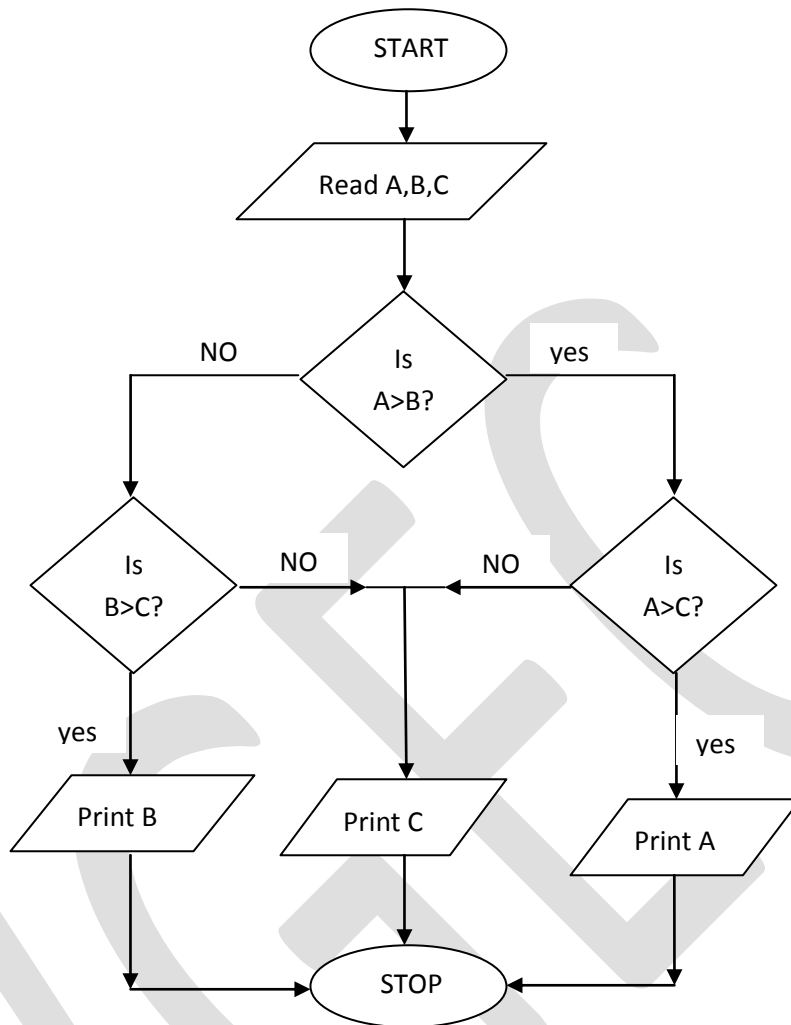 START
Read A,B,C
NO
yes
Is
A>B?
Is
B>C?
NO
NO
Is
A>C?
yes
yes
Print B
Print C
Print A
STOP